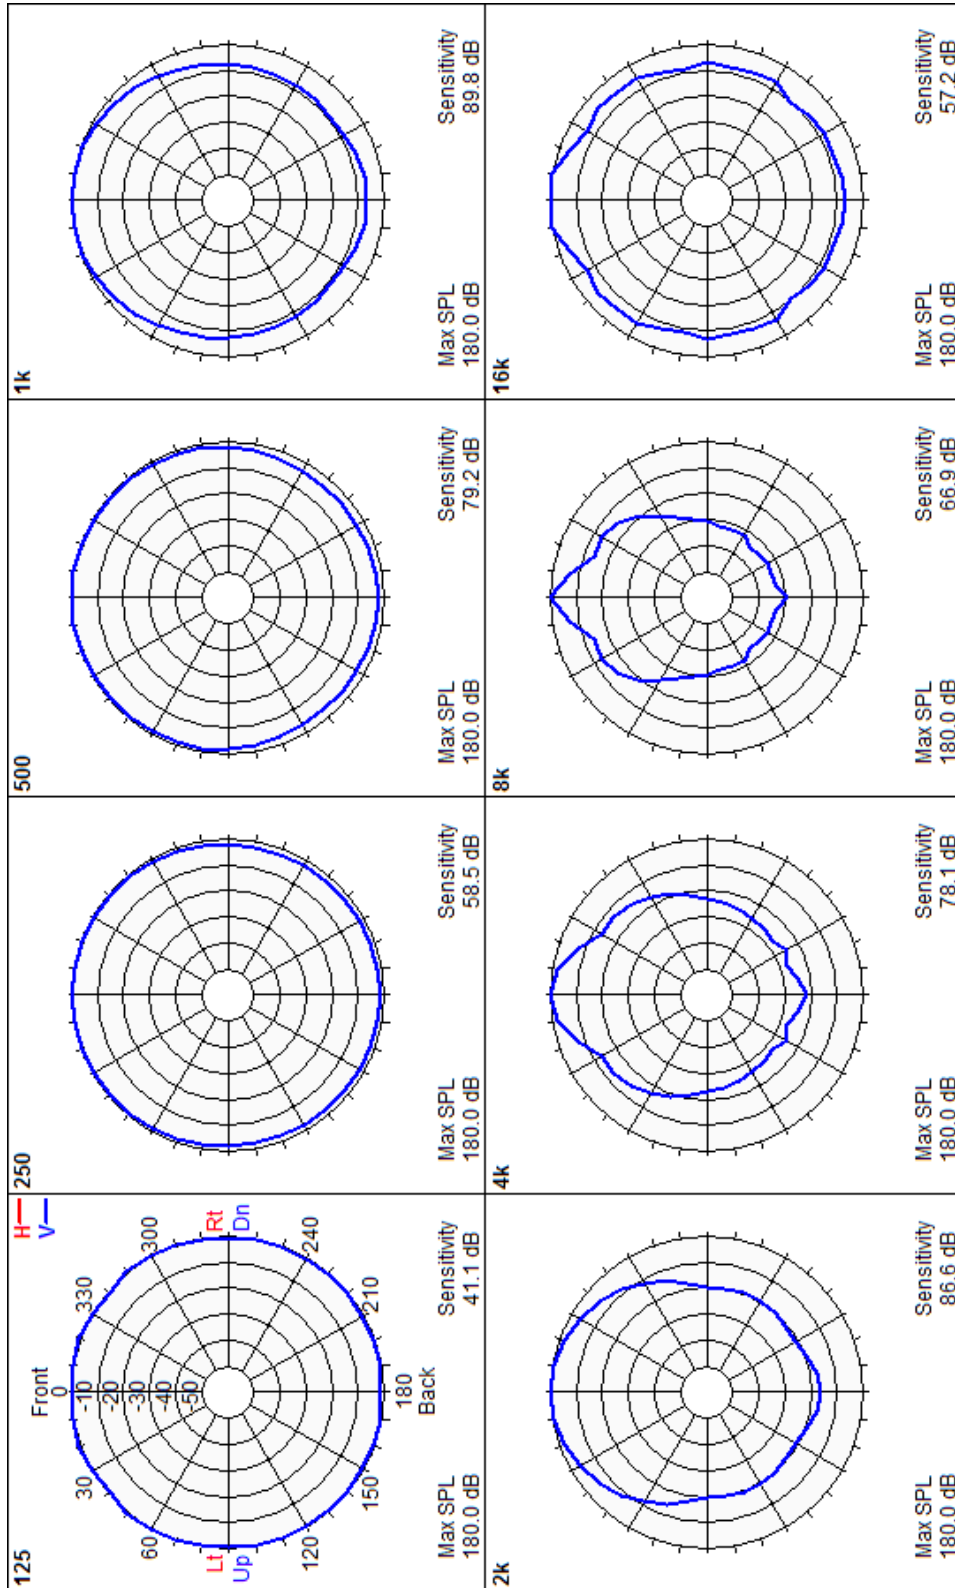 125
H
V
Front
0
-10
-20
-30
-40
-50
30
330
60
300
Lt
Rt
Up
Dn
120
240
150
210
180
Back
Max SPL
180.0 dB
Sensitivity
41.1 dB
250
Max SPL
180.0 dB
Sensitivity
58.5 dB
500
Max SPL
180.0 dB
Sensitivity
79.2 dB
1k
Max SPL
180.0 dB
Sensitivity
89.8 dB
2k
Max SPL
180.0 dB
Sensitivity
86.6 dB
4k
Max SPL
180.0 dB
Sensitivity
78.1 dB
8k
Max SPL
180.0 dB
Sensitivity
66.9 dB
16k
Max SPL
180.0 dB
Sensitivity
57.2 dB